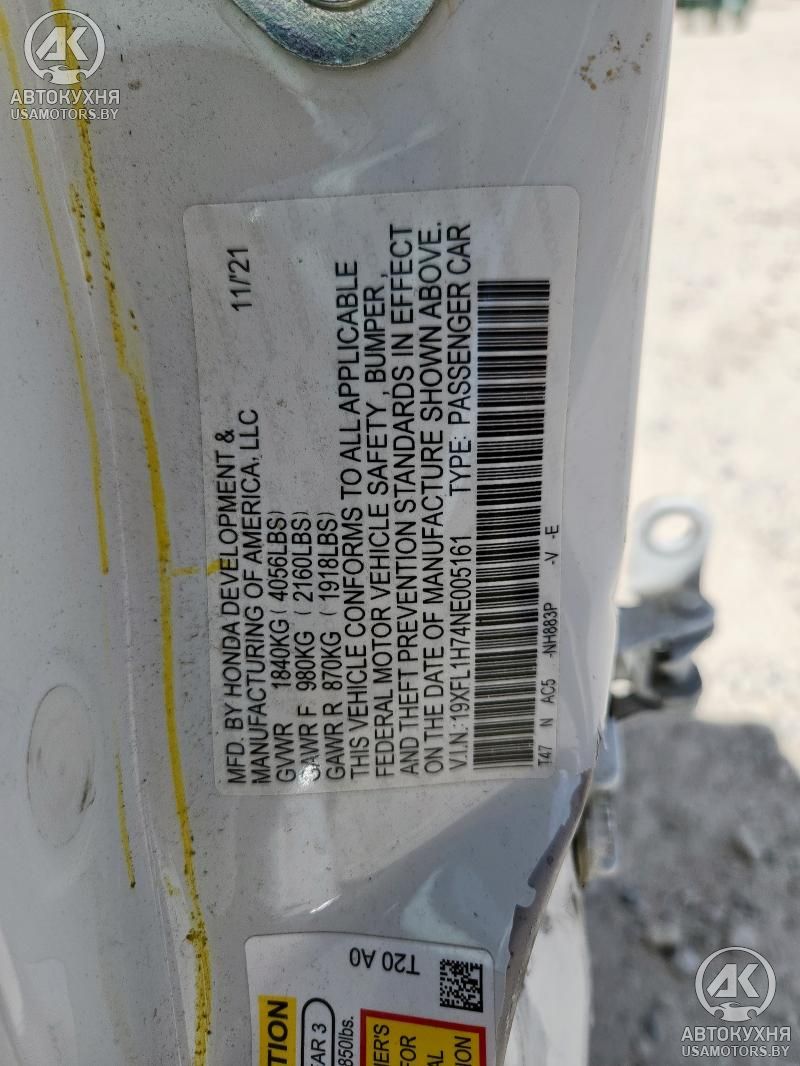 AK
АВТОКУХНЯ
USAMOTORS.BY
MFD. BY HONDA DEVELOPMENT & 11/'21
MANUFACTURING OF AMERICA, LLC
GVWR 1840KG ( 4056LBS)
GAWR F 980KG ( 2160LBS)
GAWR R 870KG ( 1918LBS)
THIS VEHICLE CONFORMS TO ALL APPLICABLE
FEDERAL MOTOR VEHICLE SAFETY, BUMPER,
AND THEFT PREVENTION STANDARDS IN EFFECT
ON THE DATE OF MANUFACTURE SHOWN ABOVE.
V.I.N:19XFL1H74NE005161 TYPE: PASSENGER CAR
T47 N AC5 -NH883P -V -E
T20 A0
850lbs.
AK
АВТОКУХНЯ
USAMOTORS.BY